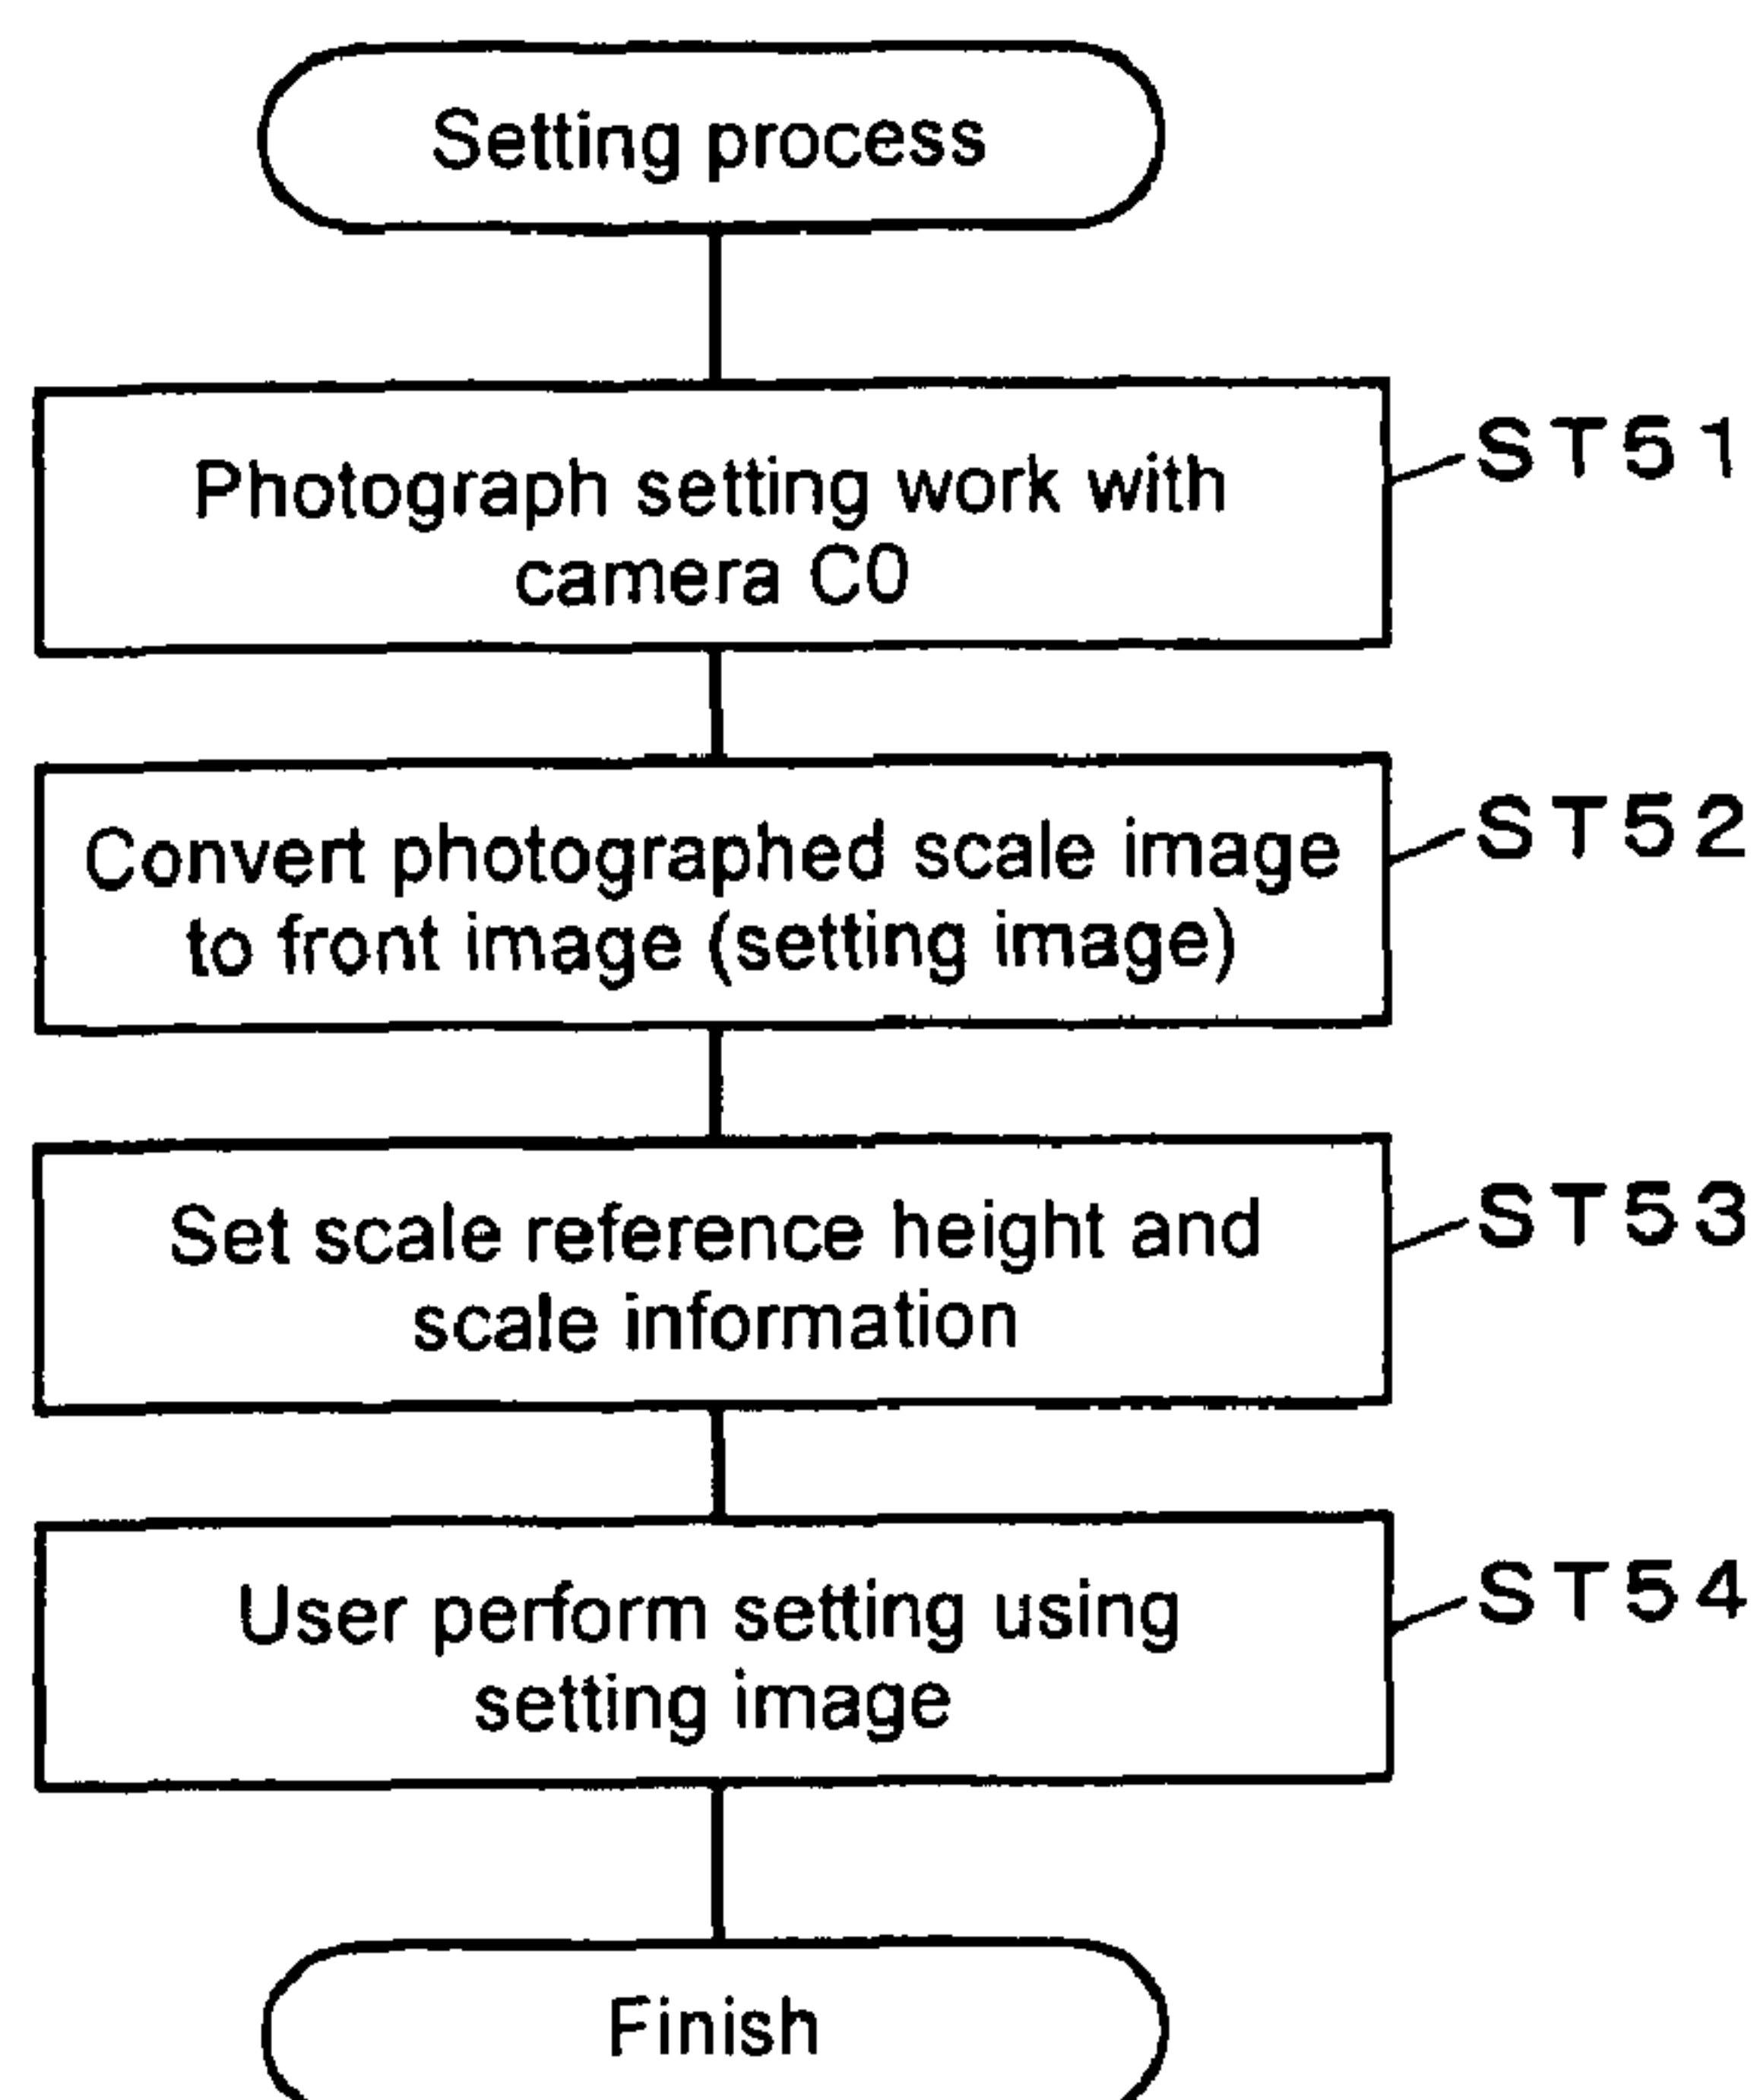 Setting process
Photograph setting work with
camera C0
ST51
Convert photographed scale image
to front image (setting image)
ST52
Set scale reference height and
scale information
ST53
User perform setting using
setting image
ST54
Finish